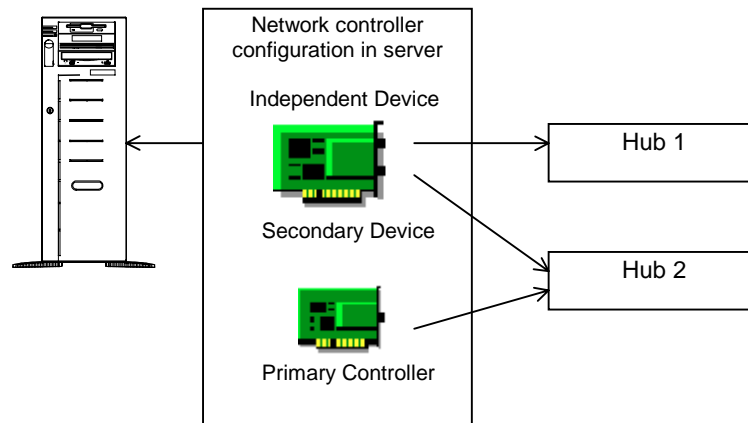 Network controller
configuration in server
Independent Device
Hub 1
Secondary Device
Hub 2
Primary Controller